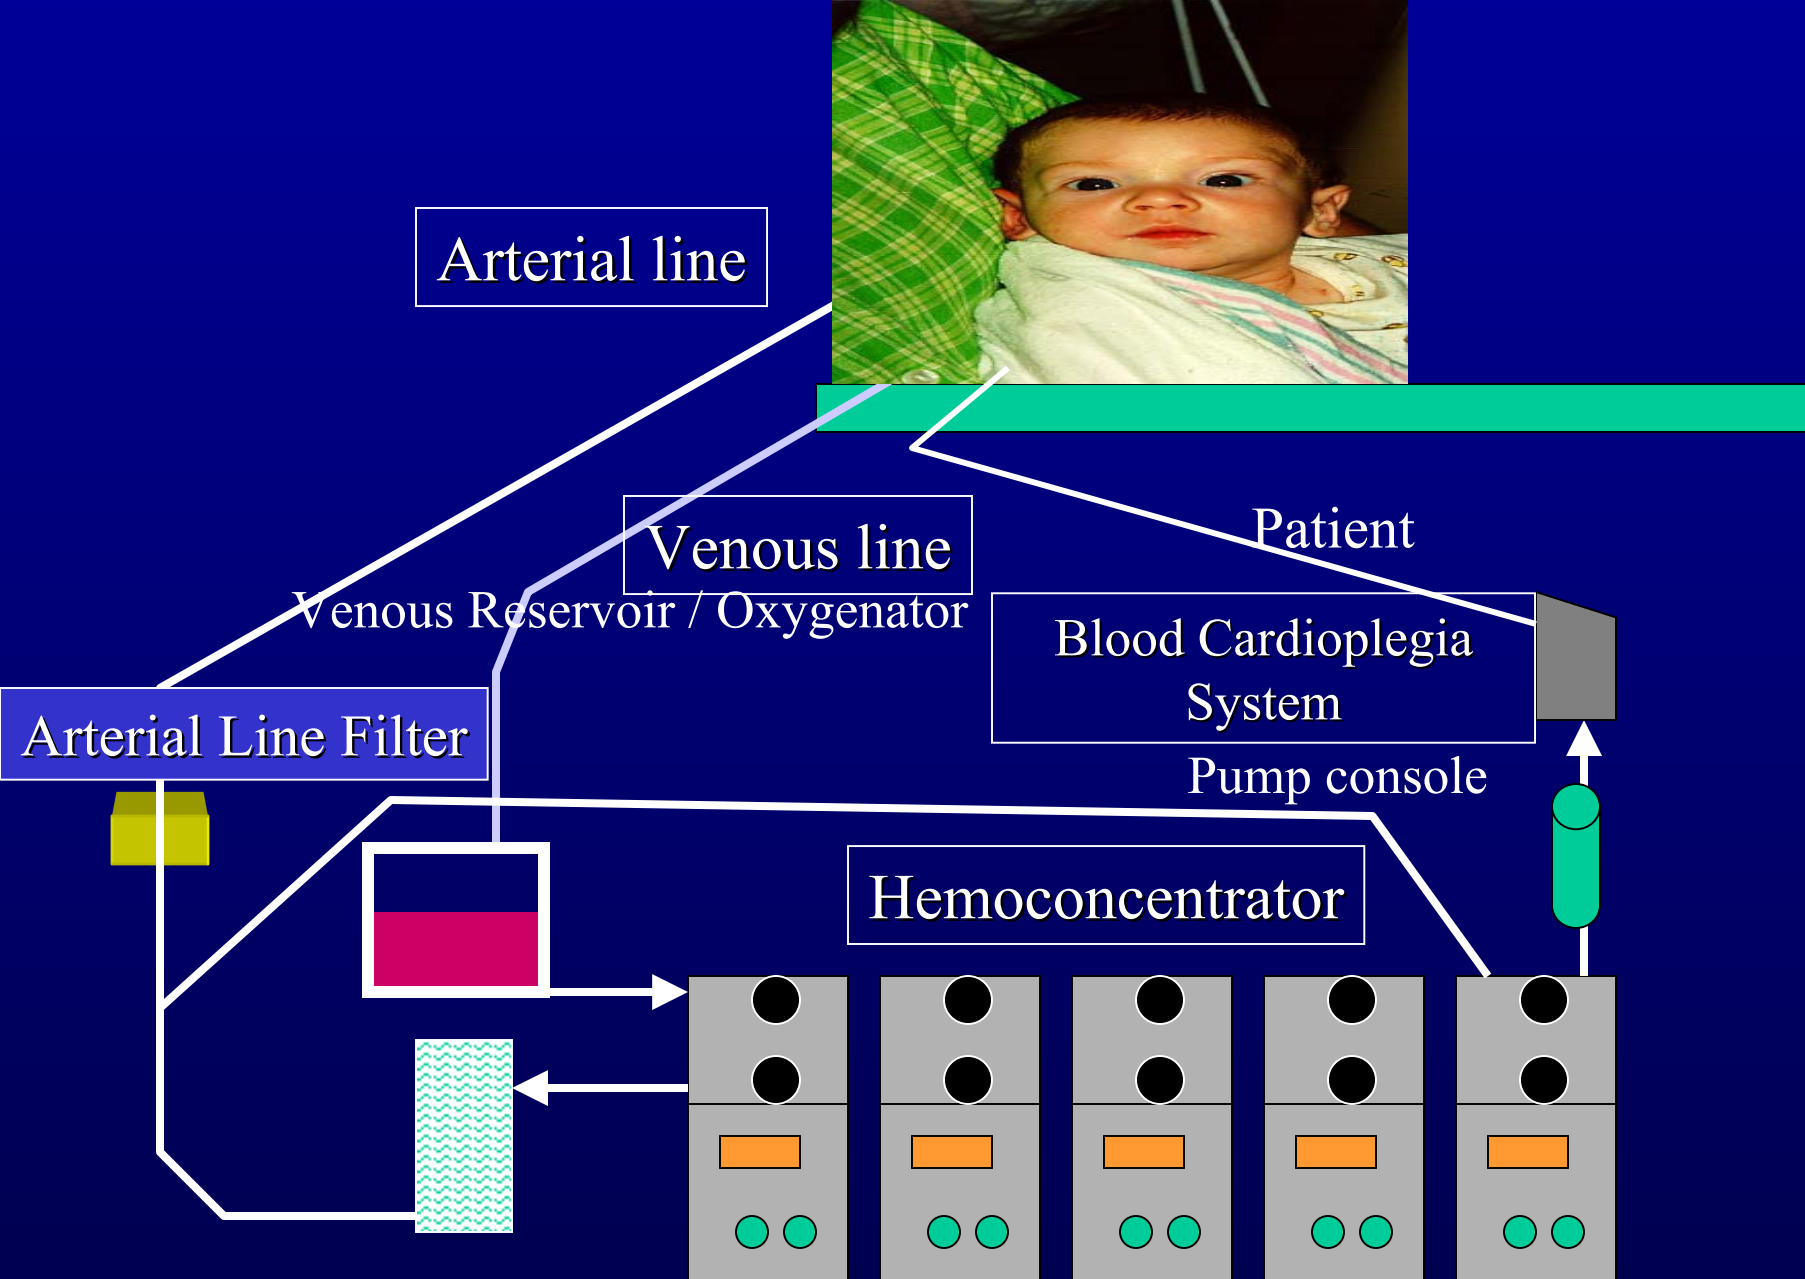 Arterial line
Patient
Venous line
Venous Reservoir / Oxygenator
Blood Cardioplegia
System
Arterial Line Filter
Pump console
Hemoconcentrator